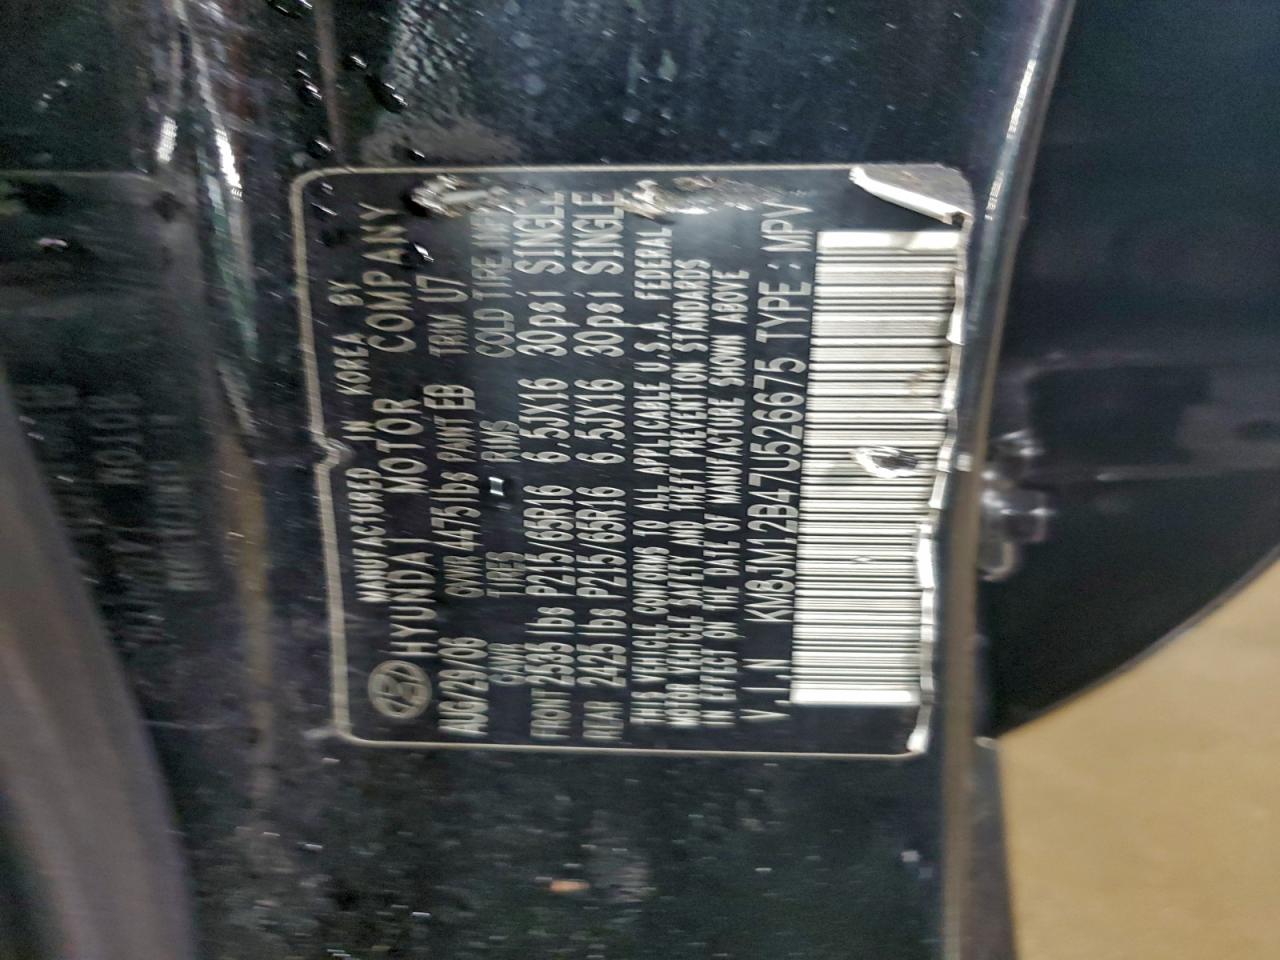 MANUFACTURED IN KOREA BY
HYUNDAI MOTOR COMPANY
AUG/29/06 GVWR 4475lbs PAINT EB TRIM U7
GWR TIRES RIMS COLD TIRE
FRONT 2535 lbs P215/65R16 6.5JX16 30psi SINGLE
REAR 2425 lbs P215/65R16 6.5JX16 30psi SINGLE
THIS VEHICLE CONFORMS TO ALL APPLICABLE U.S.A. FEDERAL
MOTOR VEHICLE SAFETY AND THEFT PREVENTION STANDARDS
IN EFFECT ON THE DATE OF MANUFACTURE SHOWN ABOVE
V.I.N KM8JM12B47U526675 TYPE: MPV